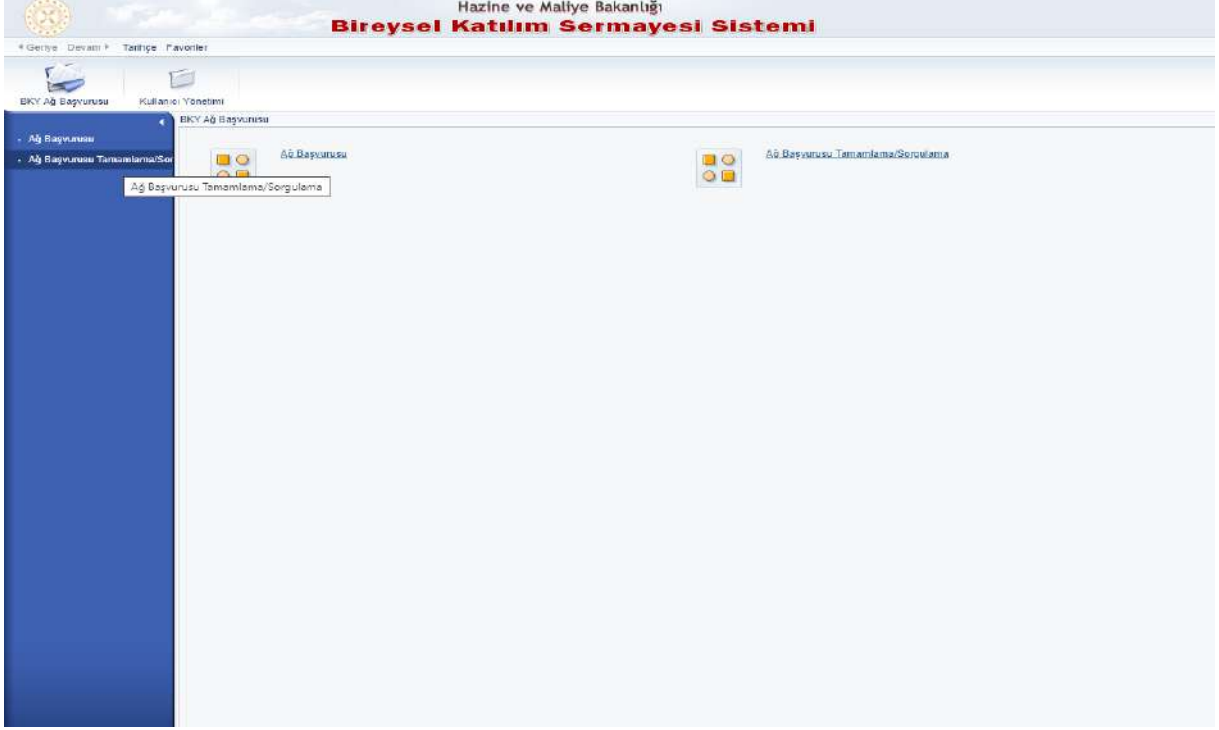 Hazine ve Maliye Bakanlığı
Bireysel Katılım Sermayesi Sistemi
Geriye Devam Tarihçe Favoriler
BKY Ağ Başvurusu Kullanıcı Yönetimi
BKY Ağ Başvurusu
Ağ Başvurusu
Ağ Başvurusu Tamamlama/Sor
Ağ Başvurusu Ağ Başvurusu Tamamlama/Sorgulama
Ağ Başvurusu Tamamlama/Sorgulama